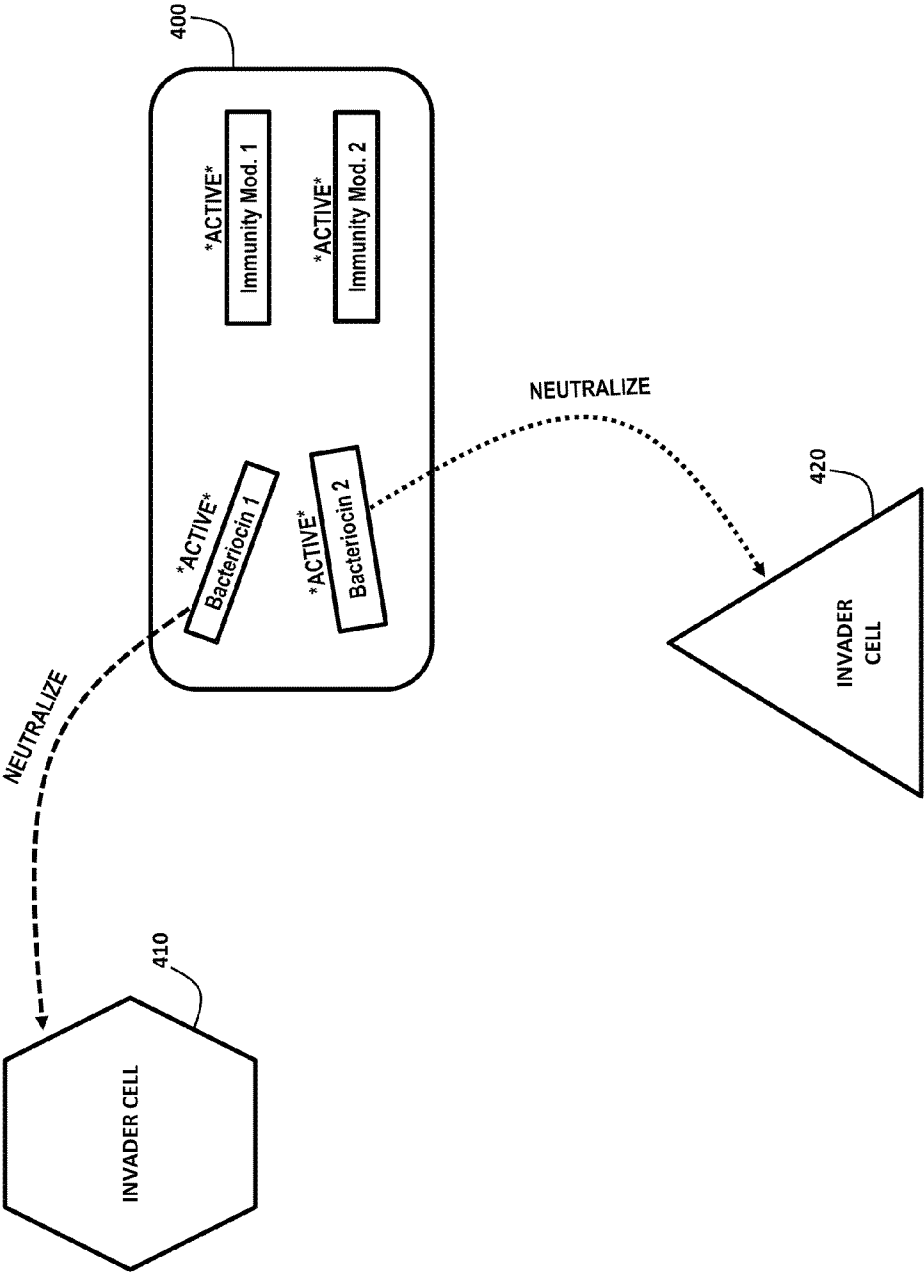 NEUTRALIZE
400
410
INVADER CELL
*ACTIVE*
Bacteriocin 1
*ACTIVE*
Immunity Mod. 1
*ACTIVE*
Bacteriocin 2
*ACTIVE*
Immunity Mod. 2
NEUTRALIZE
420
INVADER
CELL